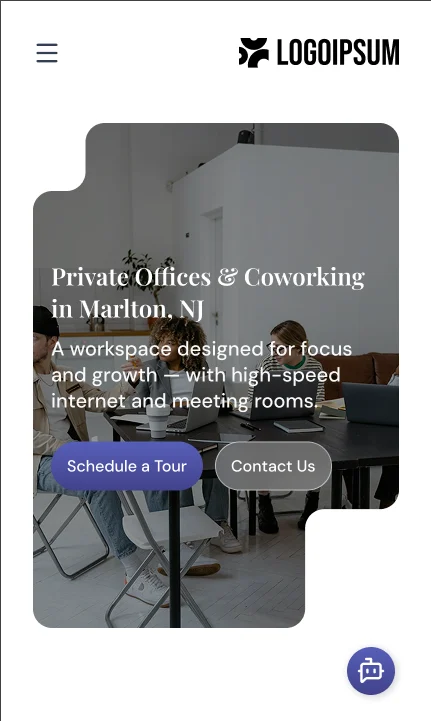 LOGOIPSUM
Private Offices & Coworking
in Marlton, NJ
A workspace designed for focus
and growth — with high-speed
internet and meeting rooms.
Schedule a Tour
Contact Us